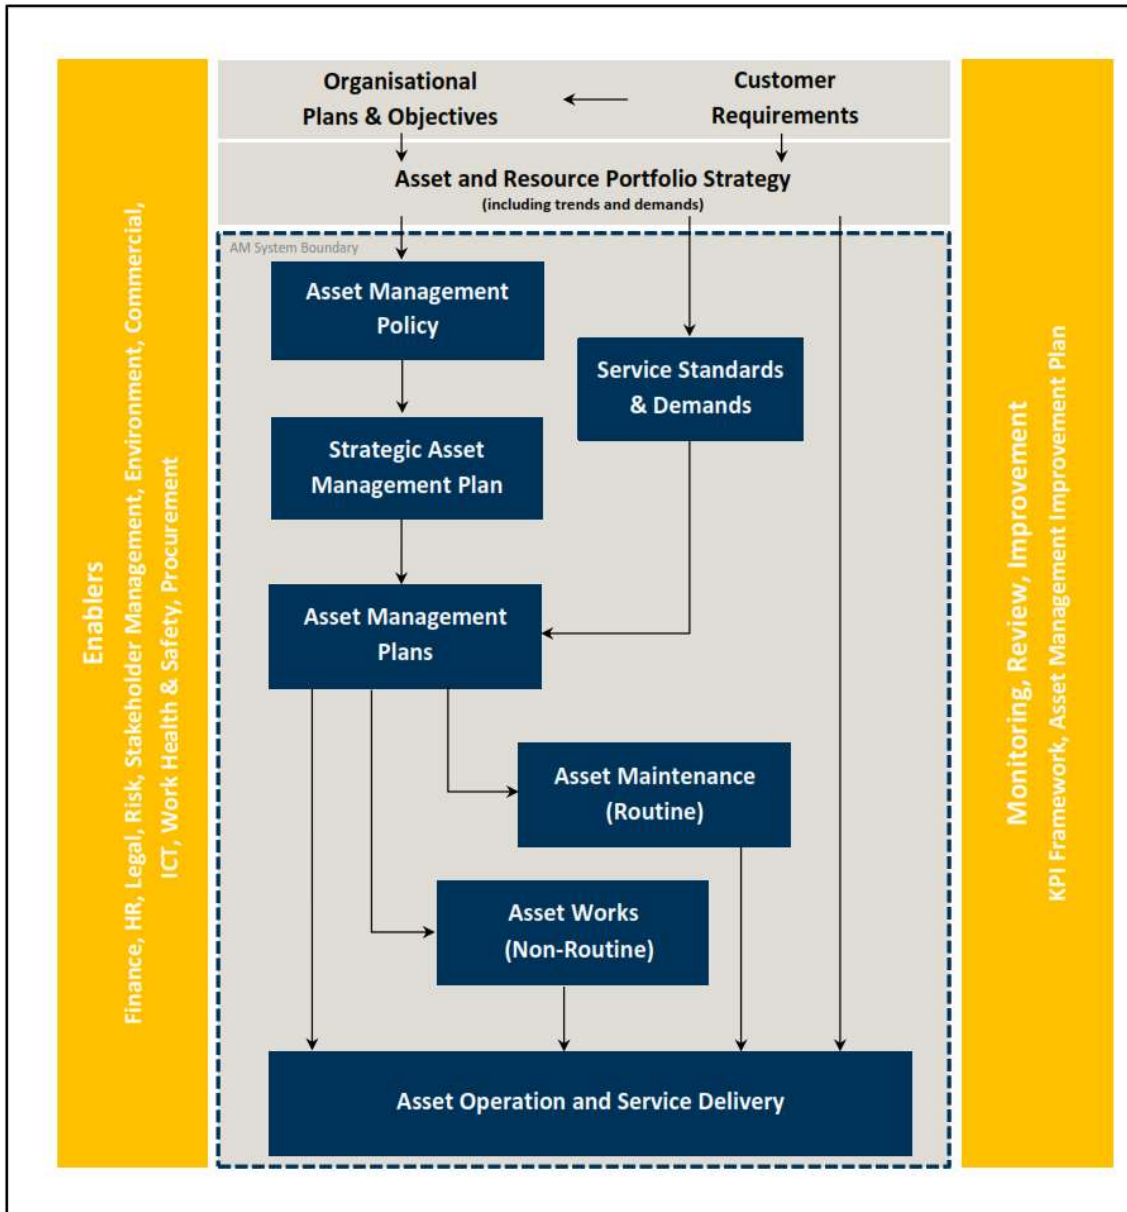 Organisational
Plans & Objectives
Customer
Requirements
Asset and Resource Portfolio Strategy
(including trends and demands)
AM System Boundary
Asset Management
Policy
Service Standards
& Demands
Strategic Asset
Management Plan
Asset Management
Plans
Asset Maintenance
(Routine)
Asset Works
(Non-Routine)
Asset Operation and Service Delivery
Enablers
Finance, HR, Legal, Risk, Stakeholder Management, Environment, Commercial,
ICT, Work Health & Safety, Procurement
Monitoring, Review, Improvement
KPI Framework, Asset Management Improvement Plan